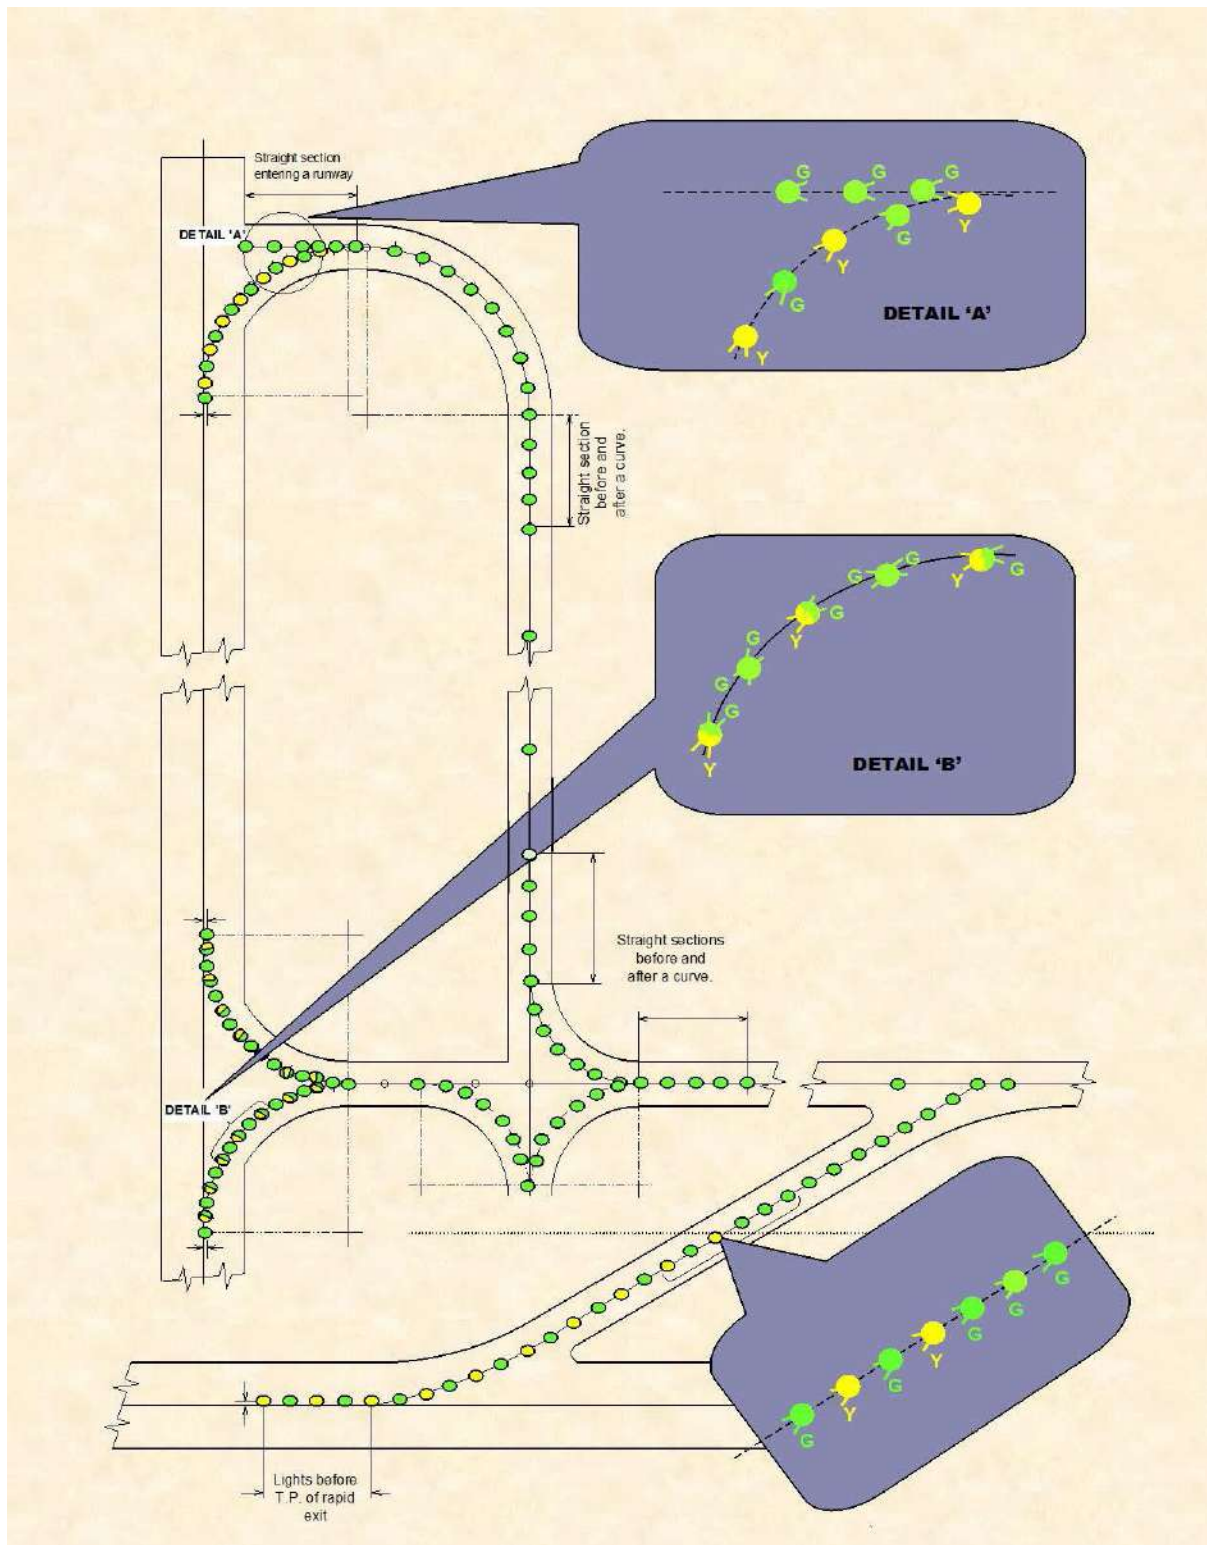 Straight section
entering a runway
DETAIL 'A'
G
G
G
G
Y
Y
G
Y
DETAIL ‘A’
Straight section
before and
after a curve.
G
G
Y
G
G
Y
G
G
G
Y
DETAIL ‘B’
Straight sections
before and
after a curve.
DETAIL 'B'
G
G
G
Y
G
Y
G
Lights before
T.P. of rapid
exit